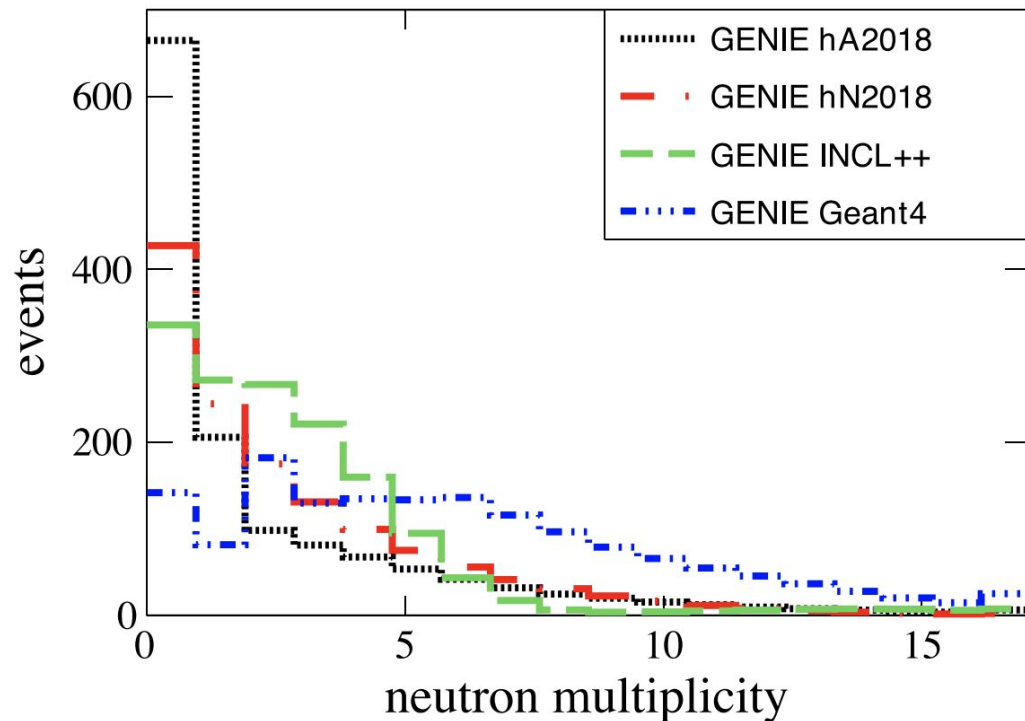 GENIE hA2018
GENIE hN2018
GENIE INCL++
GENIE Geant4
600
400
200
0
events
0 5 10 15
neutron multiplicity